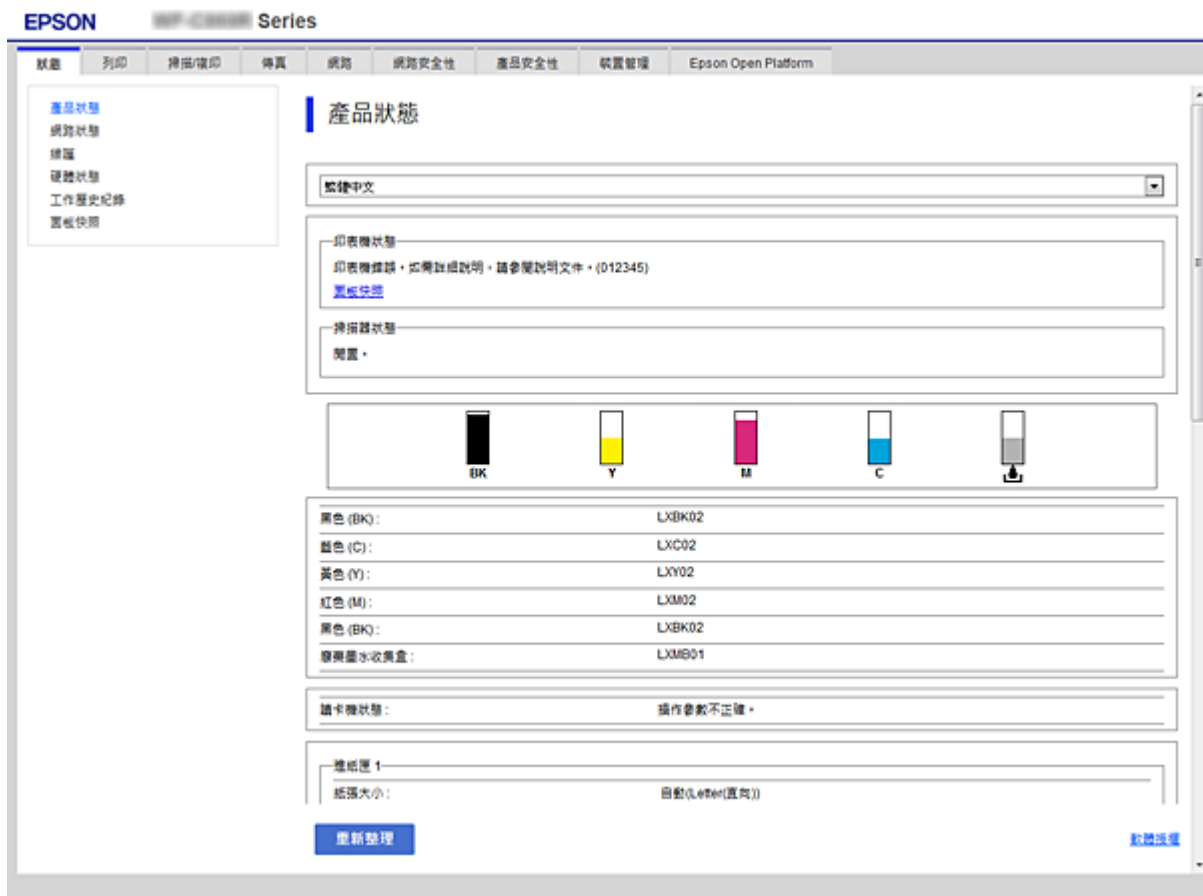 EPSON Series
狀態 列印 掃描/複印 傳真 網路 網路安全性 產品安全性 裝置管理 Epson Open Platform
產品狀態
網路狀態
硬體狀態
工作歷史紀錄
面板快照
產品狀態
繁體中文
印表機狀態
印表機錯誤。如需詳細說明，請參閱說明文件。(012345)
面板快照
掃描器狀態
閒置。
BK Y M C
黑色 (BK) : LXBK02
藍色 (C) : LXC02
黃色 (Y) : LXY02
紅色 (M) : LXM02
黑色 (BK) : LXBK02
廢棄墨水收集盒 : LXMB01
讀卡機狀態 : 操作參數不正確。
進紙匣 1
紙張大小 : 自動(Letter(直向))
重新整理
軟體授權